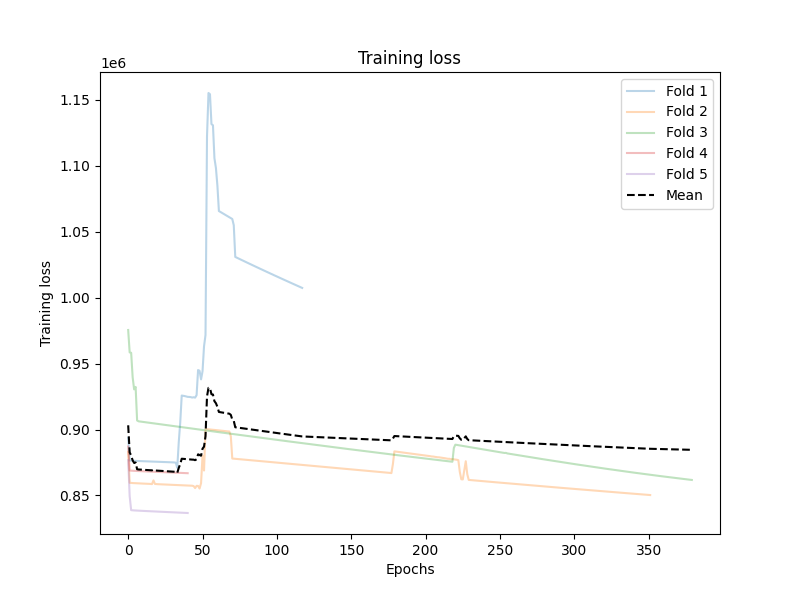 Training loss
1e6
1.15
1.10
1.05
1.00
0.95
0.90
0.85
Training loss
Fold 1
Fold 2
Fold 3
Fold 4
Fold 5
Mean
0 50 100 150 200 250 300 350
Epochs